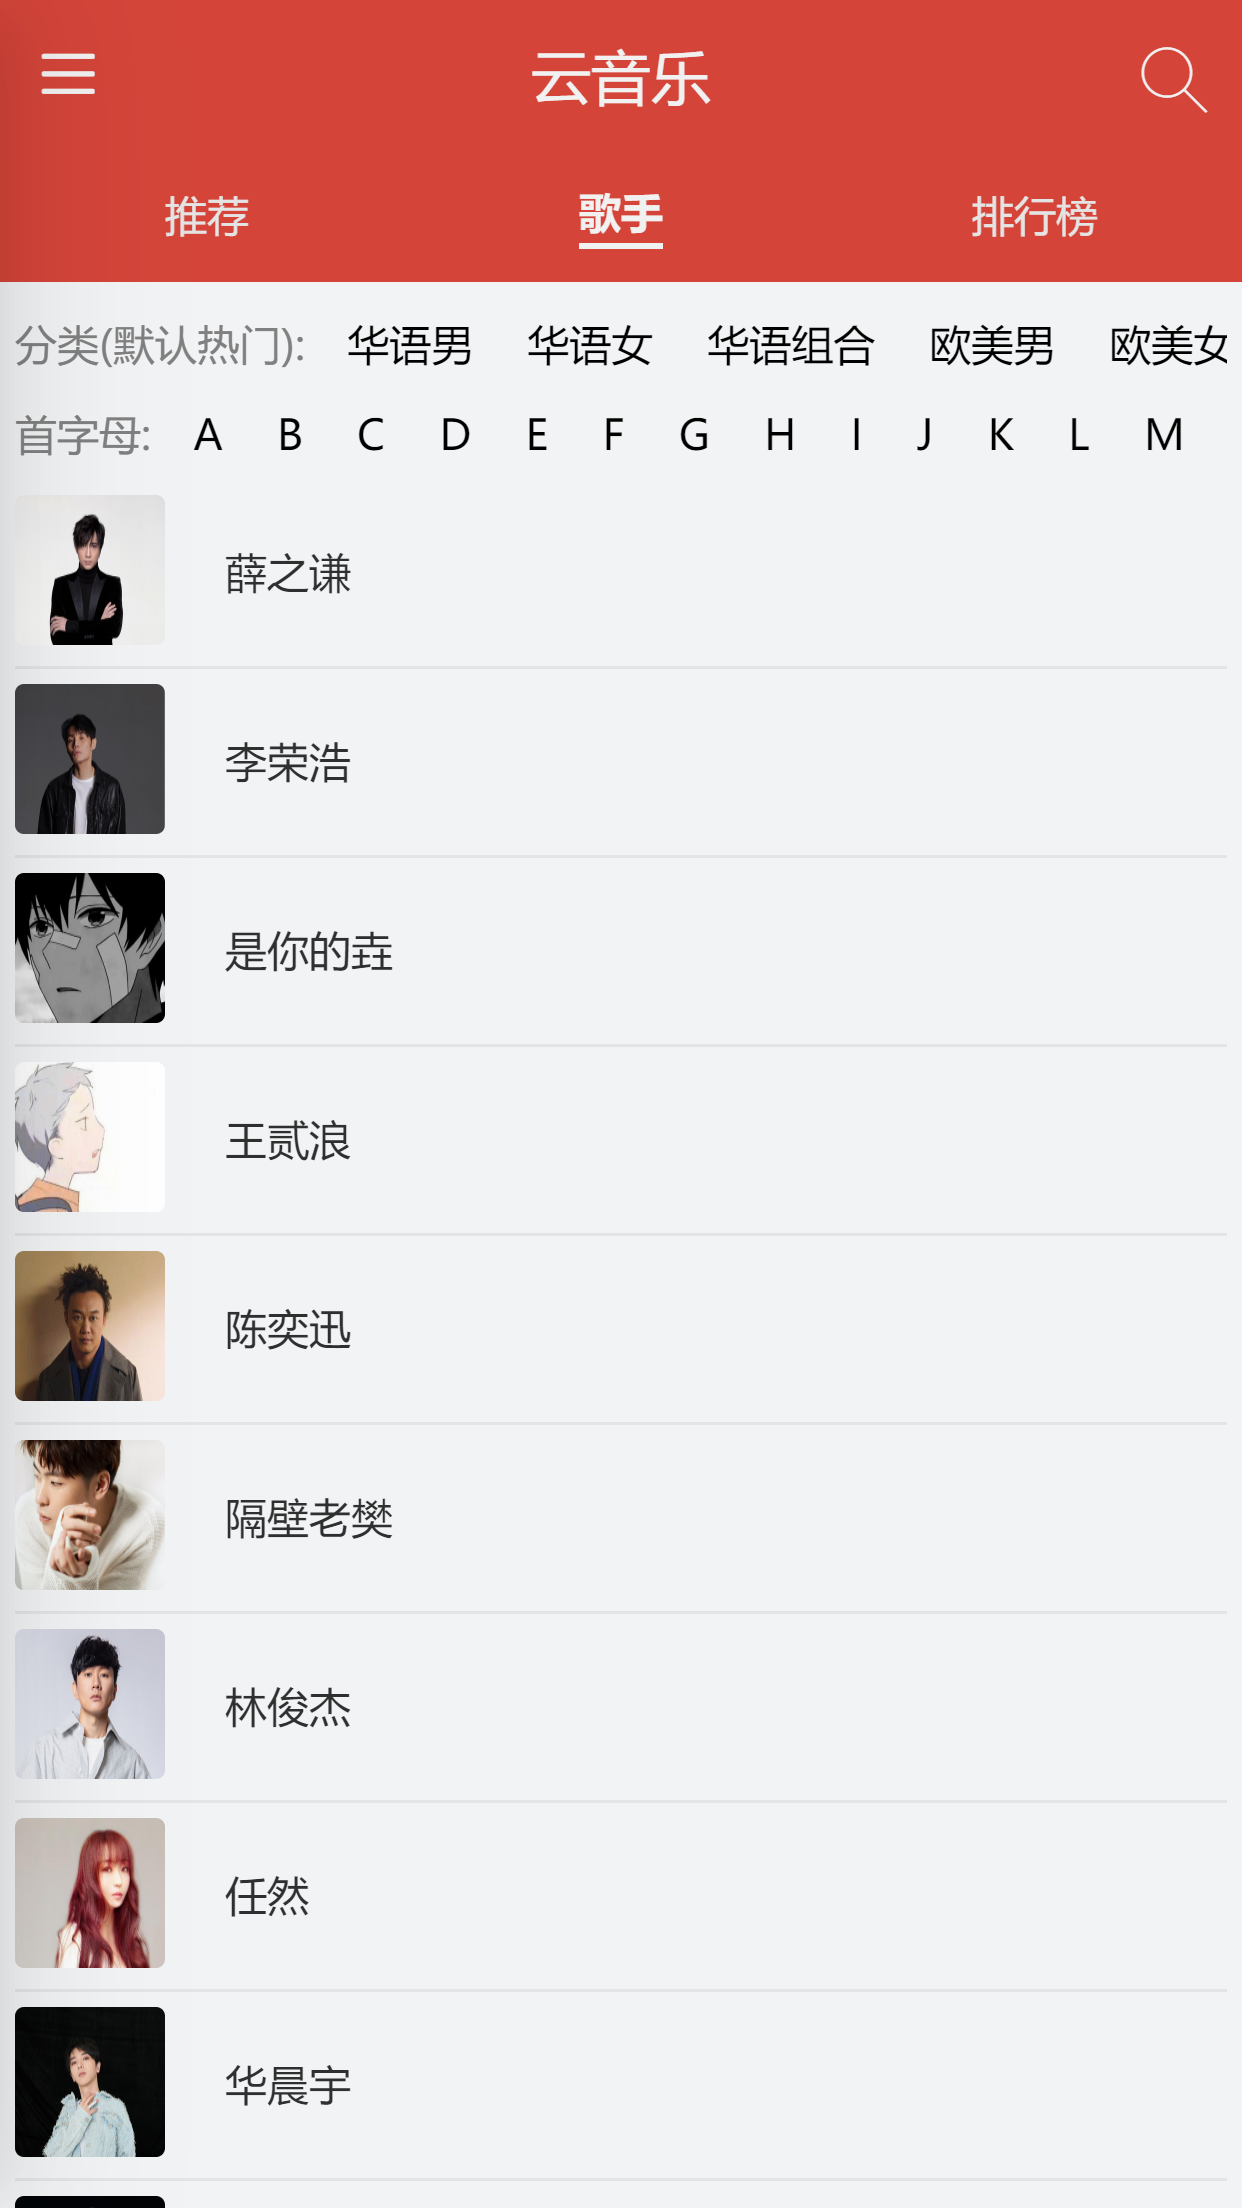 云音乐
推荐 歌手 排行榜
分类(默认热门): 华语男 华语女 华语组合 欧美男 欧美女
首字母: A B C D E F G H I J K L M
薛之谦
李荣浩
是你的垚
王贰浪
陈奕迅
隔壁老樊
林俊杰
任然
华晨宇